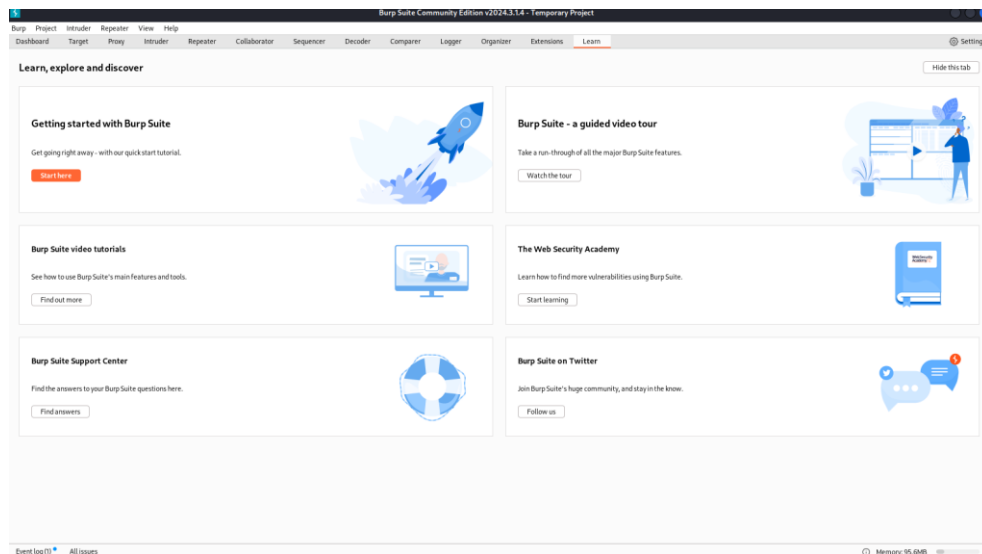 Burp Suite Community Edition v2024.3.1.4 - Temporary Project
Burp Project Intruder Repeater View Help
Dashboard Target Proxy Intruder Repeater Collaborator Sequencer Decoder Comparer Logger Organizer Extensions Learn Setting
Learn, explore and discover
Hide this tab
Getting started with Burp Suite
Get going right away - with our quick start tutorial.
Start here
Burp Suite - a guided video tour
Take a run-through of all the major Burp Suite features.
Watch the tour
Burp Suite video tutorials
See how to use Burp Suite's main features and tools.
Find out more
The Web Security Academy
Learn how to find more vulnerabilities using Burp Suite.
Start learning
Web Security
Academy
Burp Suite Support Center
Find the answers to your Burp Suite questions here.
Find answers
Burp Suite on Twitter
Join Burp Suite's huge community, and stay in the know.
Follow us
Event log (1) All issues Memory: 95.6MB